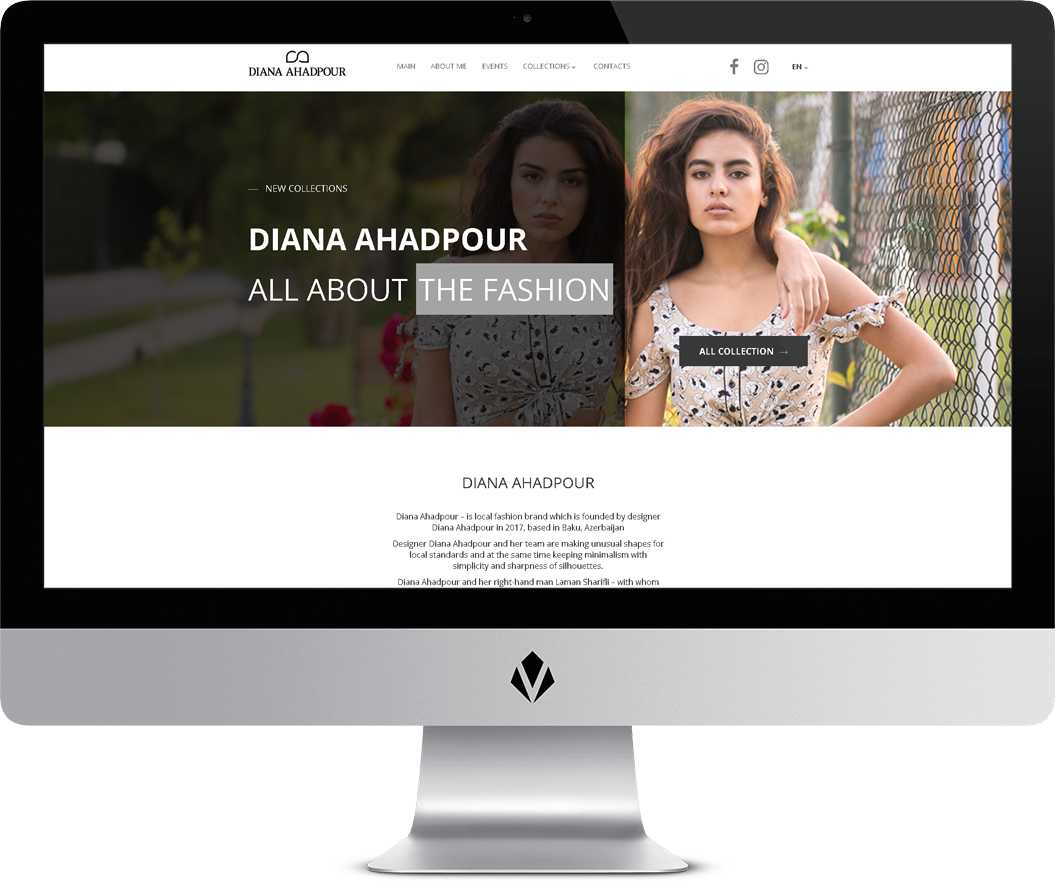 DIANA AHADPOUR
MAIN ABOUT ME EVENTS COLLECTIONS CONTACTS EN
NEW COLLECTIONS
DIANA AHADPOUR
ALL ABOUT THE FASHION
ALL COLLECTION →
DIANA AHADPOUR
Diana Ahadpour – is local fashion brand which is founded by designer
Diana Ahadpour in 2017, based in Baku, Azerbaijan
Designer Diana Ahadpour and her team are making unusual shapes for
local standards and at the same time keeping minimalism with
simplicity and sharpness of silhouettes.
Diana Ahadpour and her right-hand man Laman Sharifli – with whom